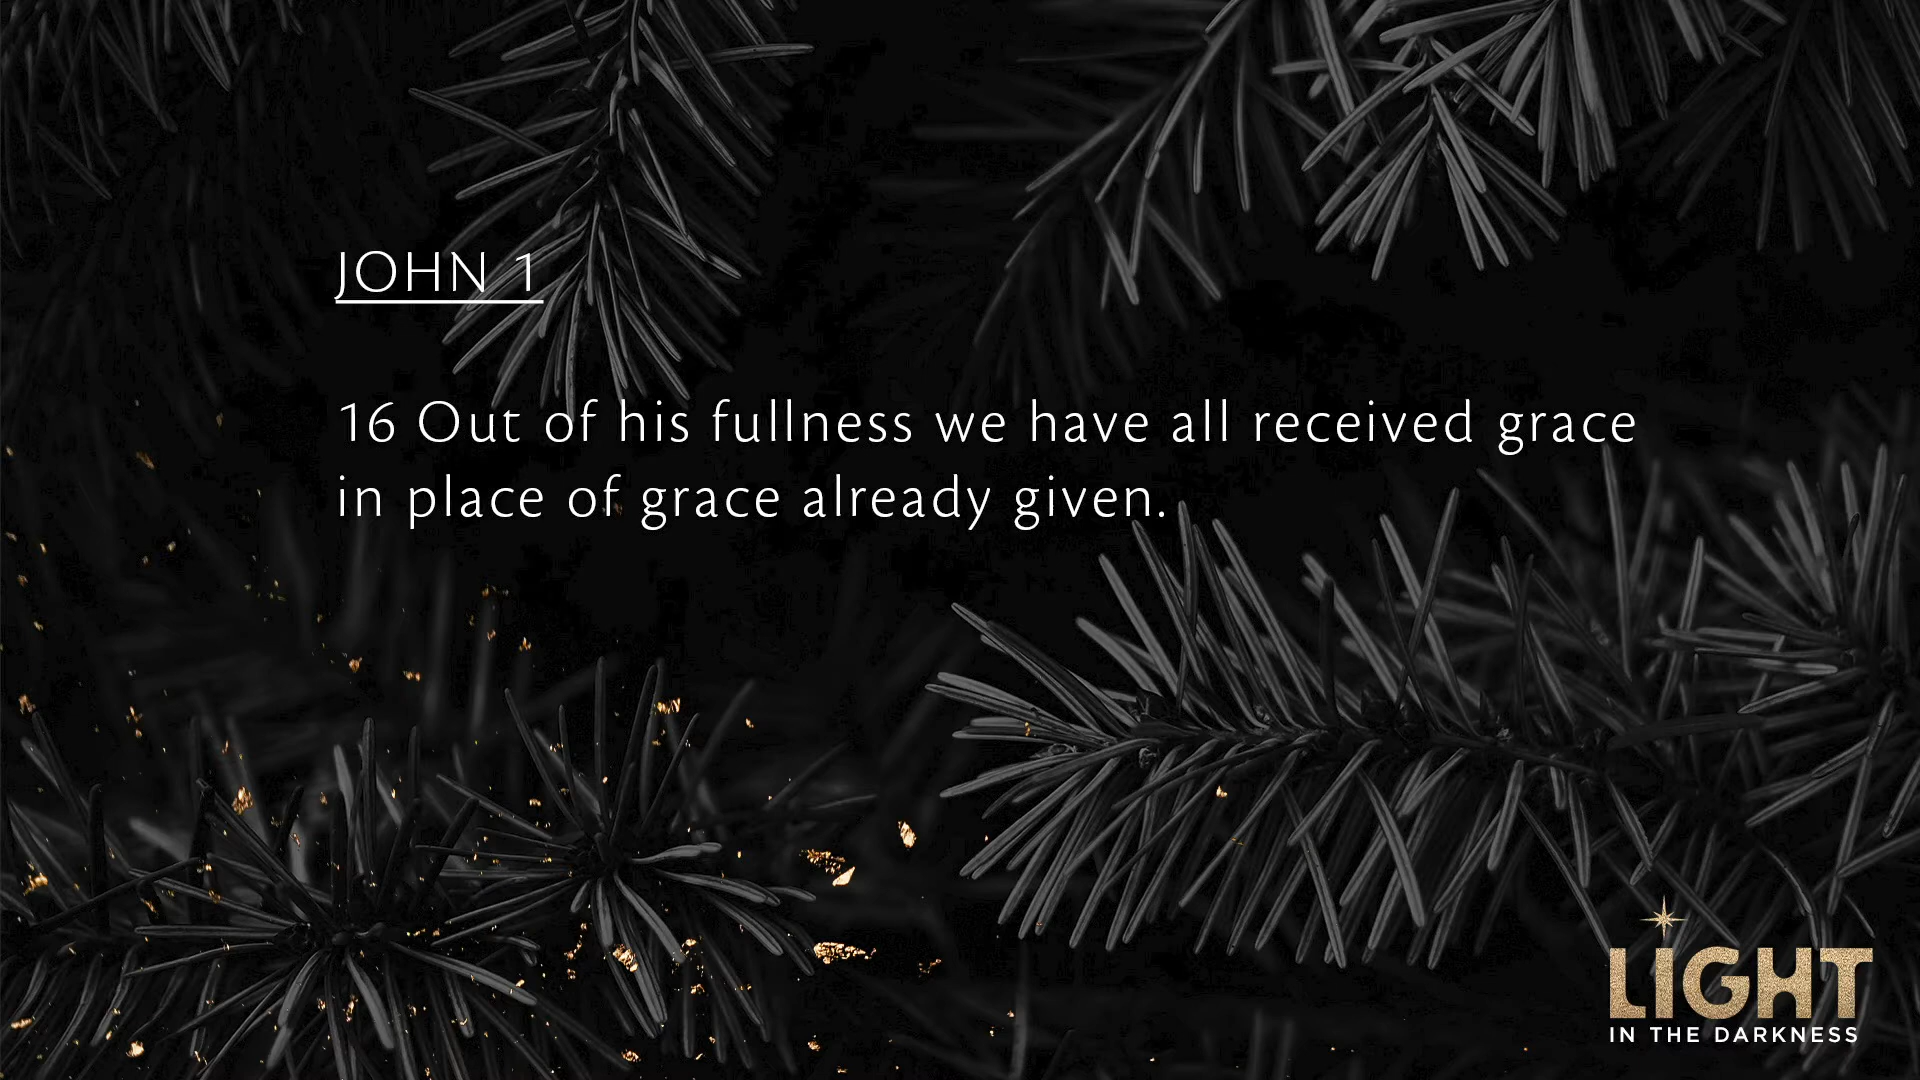 JOHN 1
16 Out of his fullness we have all received grace
in place of grace already given.
LIGHT
IN THE DARKNESS